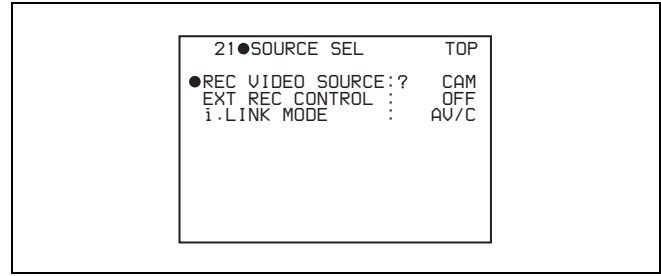 21●SOURCE SEL TOP
●REC VIDEO SOURCE:? CAM
EXT REC CONTROL : OFF
i.LINK MODE : AV/C